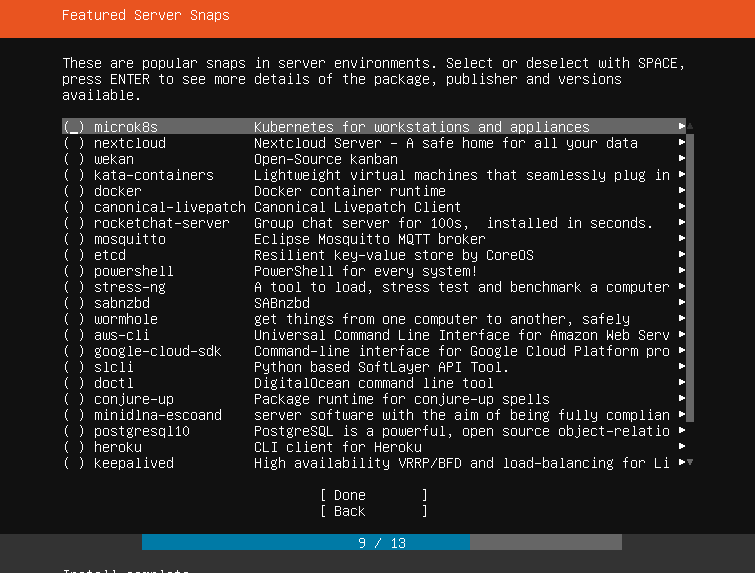 Featured Server Snaps
These are popular snaps in server environments. Select or deselect with SPACE,
press ENTER to see more details of the package, publisher and versions
available.
(_) microk8s Kubernetes for workstations and appliances ▶
( ) nextcloud Nextcloud Server - A safe home for all your data ▶
( ) wekan Open-Source kanban ▶
( ) kata-containers Lightweight virtual machines that seamlessly plug in ▶
( ) docker Docker container runtime ▶
( ) canonical-livepatch Canonical Livepatch Client ▶
( ) rocketchat-server Group chat server for 100s, installed in seconds. ▶
( ) mosquitto Eclipse Mosquitto MQTT broker ▶
( ) etcd Resilient key-value store by CoreOS ▶
( ) powershell PowerShell for every system! ▶
( ) stress-ng A tool to load, stress test and benchmark a computer ▶
( ) sabnzbd SABnzbd ▶
( ) wormhole get things from one computer to another, safely ▶
( ) aws-cli Universal Command Line Interface for Amazon Web Serv ▶
( ) google-cloud-sdk Command-line interface for Google Cloud Platform pro ▶
( ) slcli Python based SoftLayer API Tool. ▶
( ) doctl DigitalOcean command line tool ▶
( ) conjure-up Package runtime for conjure-up spells ▶
( ) minidlna-escoand server software with the aim of being fully complian ▶
( ) postgresql10 PostgreSQL is a powerful, open source object-relatio ▶
( ) heroku CLI client for Heroku ▶
( ) keepalived High availability VRRP/BFD and load-balancing for Li ▶
[ Done ]
[ Back ]
9 / 13
Install complete